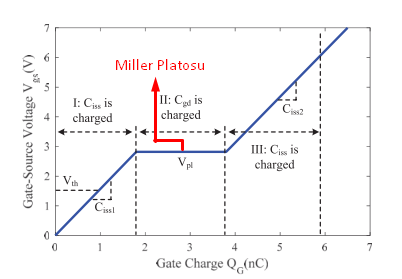 7
6
5
4
3
2
1
0
Gate-Source Voltage Vgs(V)
Miller Platosu
I: Ciss is
charged
II: Cgd is
charged
III: Ciss is
charged
Vth
Ciss1
Vpl
Ciss2
0 1 2 3 4 5 6 7
Gate Charge QG(nC)